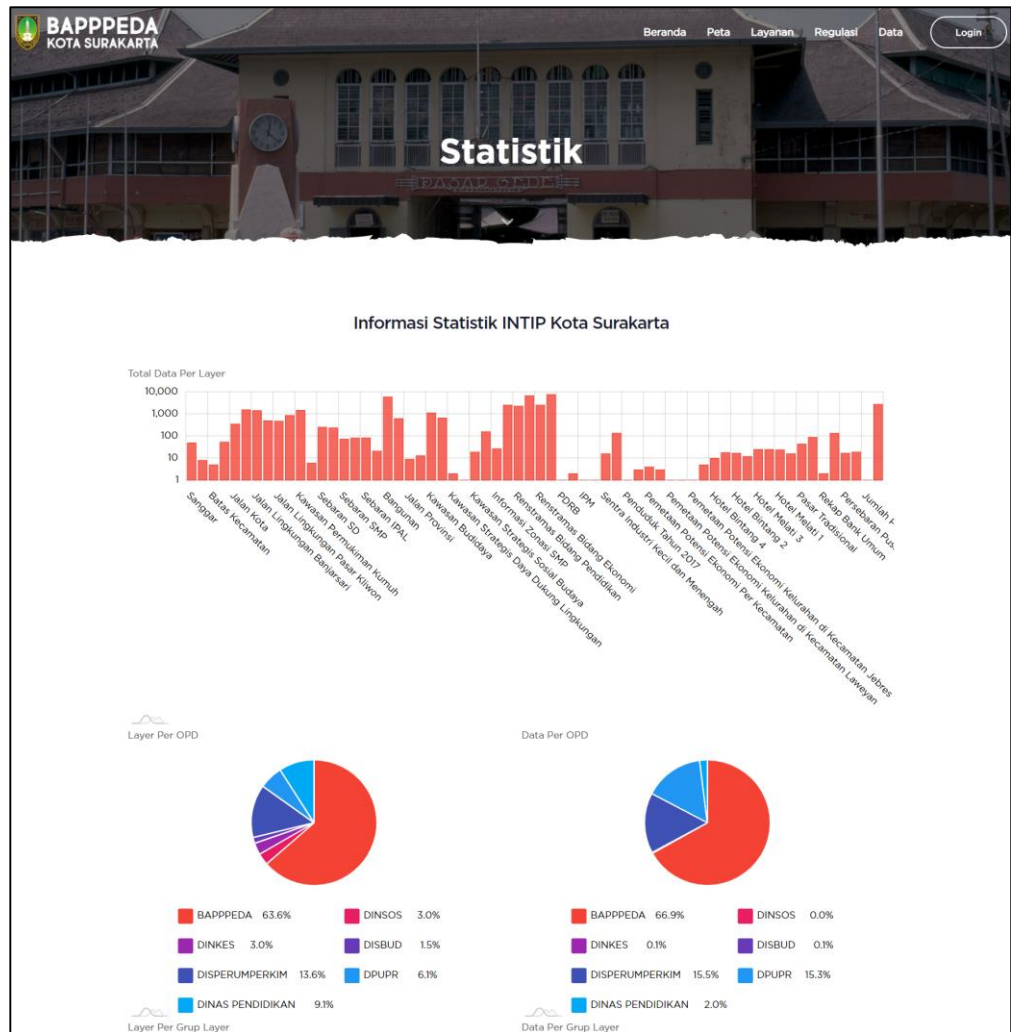 BAPPPEDA
KOTA SURAKARTA
Beranda Peta Layanan Regulasi Data Login
Statistik
PASAR GEDE
Informasi Statistik INTIP Kota Surakarta
Total Data Per Layer
10,000
1,000
100
10
1
Sanggar
Batas Kecamatan
Jalan Kota
Jalan Lingkungan Banjarsari
Jalan Lingkungan Pasar Kliwon
Kawasan Permukiman Kumuh
Sebaran SD
Sebaran SMP
Sebaran IPAL
Bangunan
Jalan Provinsi
Kawasan Budidaya
Kawasan Strategis Daya Dukung Lingkungan
Kawasan Strategis Sosial Budaya
Informasi Zonasi SMP
Renstramas Bidang Pendidikan
Renstramas Bidang Ekonomi
PDRB
IPM
Sentra Industri Kecil dan Menengah
Penduduk Tahun 2017
Pemetaan Potensi Ekonomi Per Kecamatan
Pemetaan Potensi Ekonomi Kelurahan di Kecamatan Laweyan
Pemetaan Potensi Ekonomi Kelurahan di Kecamatan Jebres
Hotel Bintang 4
Hotel Bintang 2
Hotel Melati 3
Hotel Melati 1
Pasar Tradisional
Rekap Bank Umum
Persebaran Pus
Jumlah
Layer Per OPD
BAPPPEDA 63.6% DINSOS 3.0%
DINKES 3.0% DISBUD 1.5%
DISPERUMPERKIM 13.6% DPUPR 6.1%
DINAS PENDIDIKAN 9.1%
Layer Per Grup Layer
Data Per OPD
BAPPPEDA 66.9% DINSOS 0.0%
DINKES 0.1% DISBUD 0.1%
DISPERUMPERKIM 15.5% DPUPR 15.3%
DINAS PENDIDIKAN 2.0%
Data Per Grup Layer